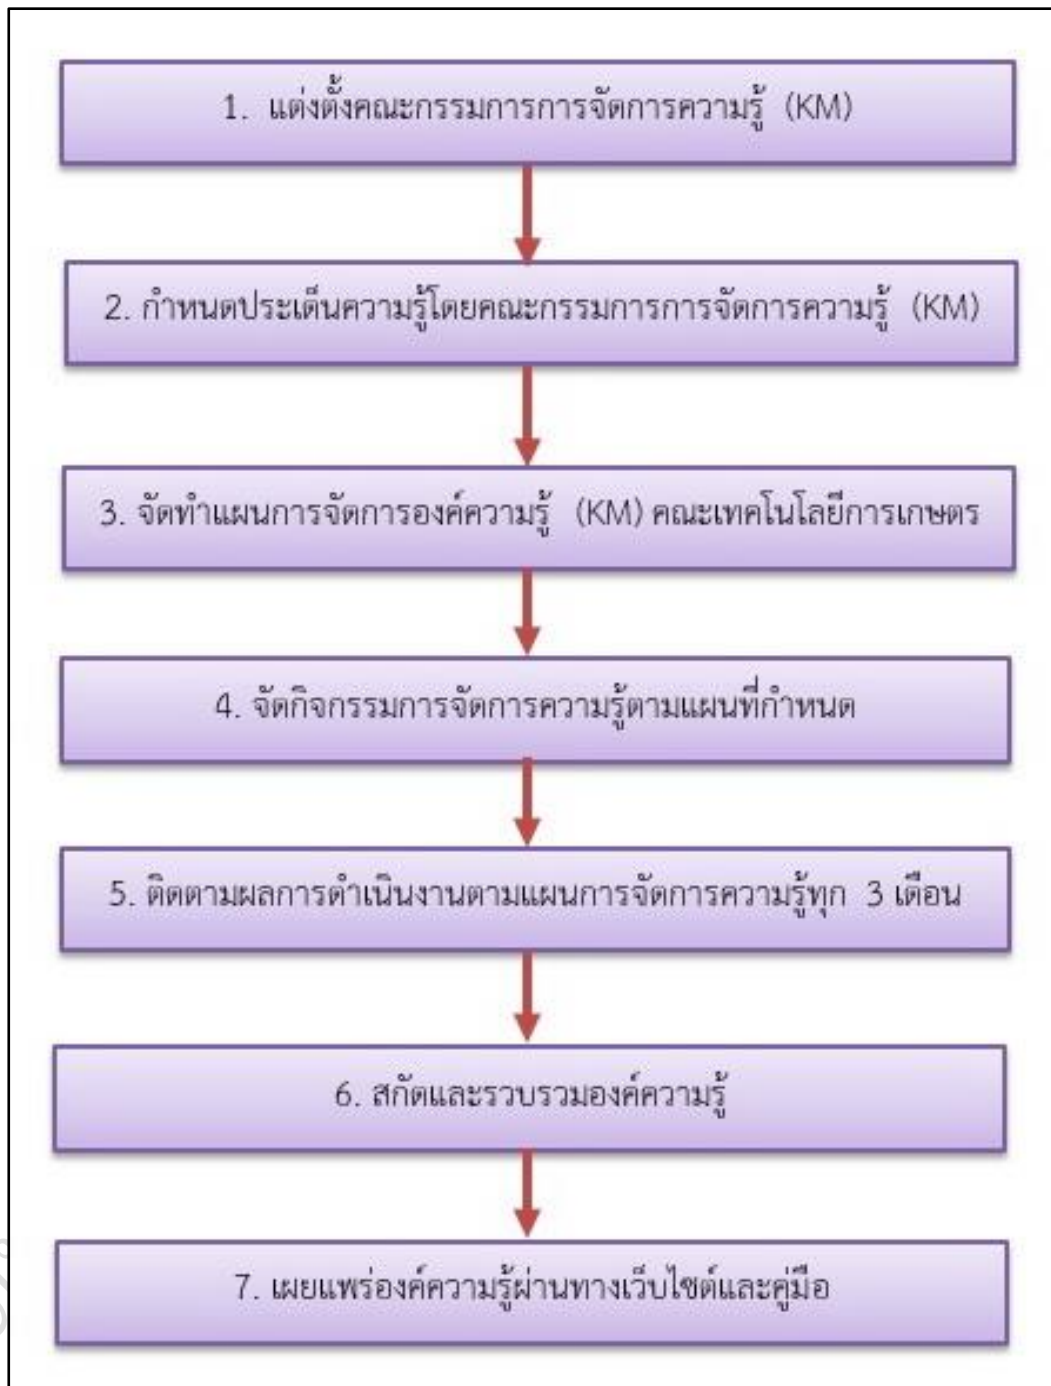 1. แต่งตั้งคณะกรรมการการจัดการความรู้ (KM)
2. กำหนดประเด็นความรู้โดยคณะกรรมการการจัดการความรู้ (KM)
3. จัดทำแผนการจัดการองค์ความรู้ (KM) คณะเทคโนโลยีการเกษตร
4. จัดกิจกรรมการจัดการความรู้ตามแผนที่กำหนด
5. ติดตามผลการดำเนินงานตามแผนการจัดการความรู้ทุก 3 เดือน
6. สกัดและรวบรวมองค์ความรู้
7. เผยแพร่องค์ความรู้ผ่านทางเว็บไซต์และคู่มือ